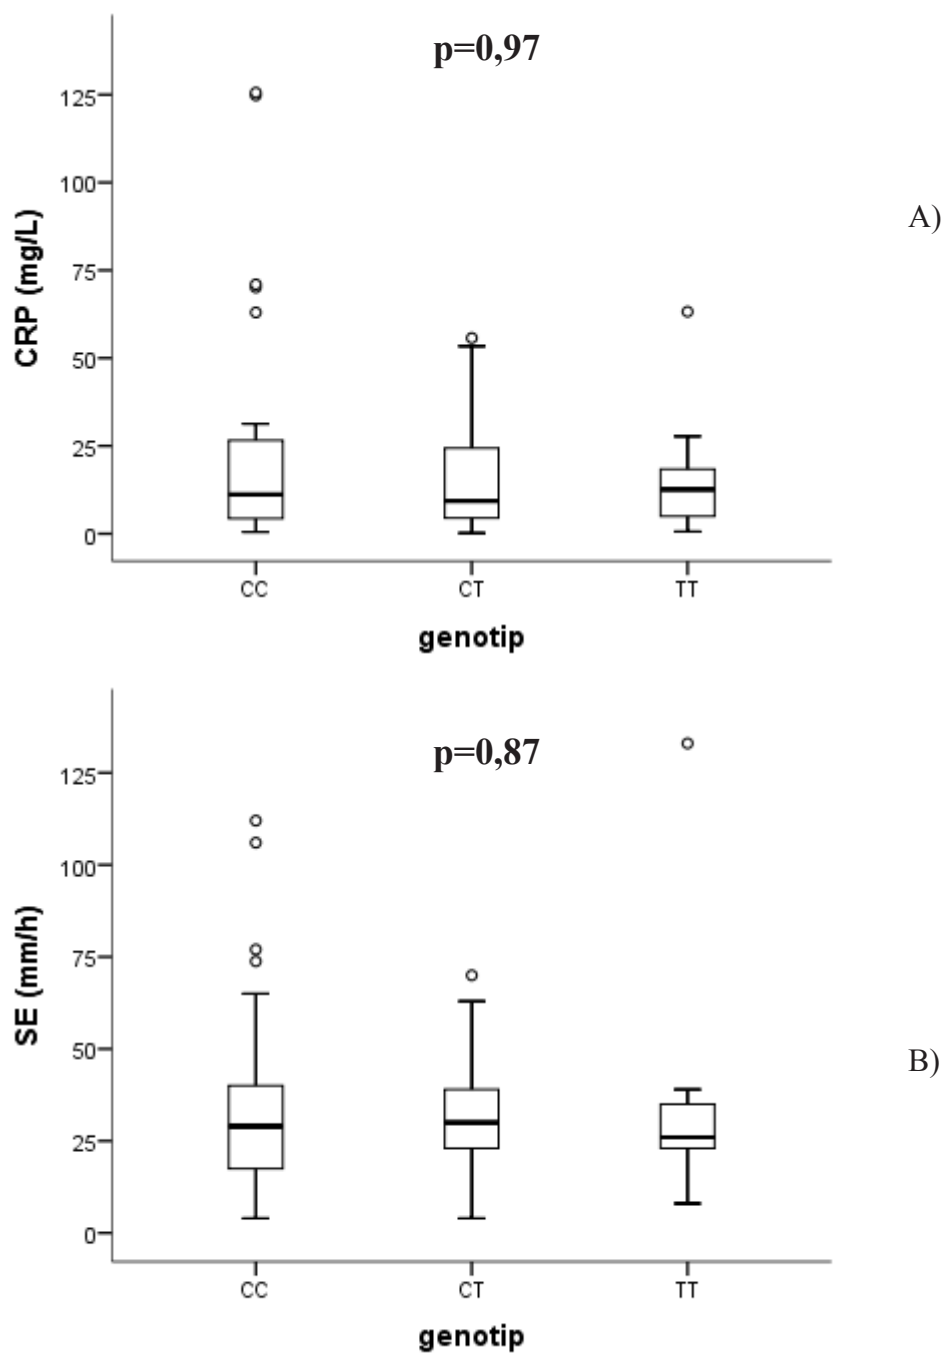 p=0,97
125
100
75
50
25
0
CRP (mg/L)
A)
CC CT TT
genotip
p=0,87
125
100
75
50
25
0
SE (mm/h)
B)
CC CT TT
genotip